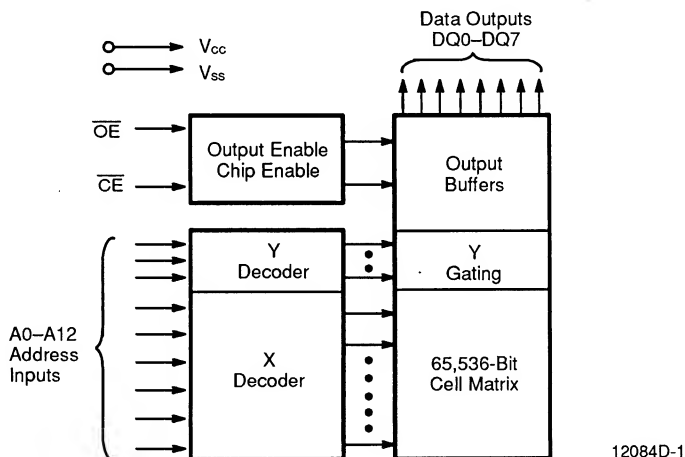 Data Outputs
DQ0–DQ7
Vcc
Vss
OE
CE
Output Enable
Chip Enable
Output
Buffers
Y
Decoder
Y
Gating
A0–A12
Address
Inputs
X
Decoder
65,536-Bit
Cell Matrix
12084D-1